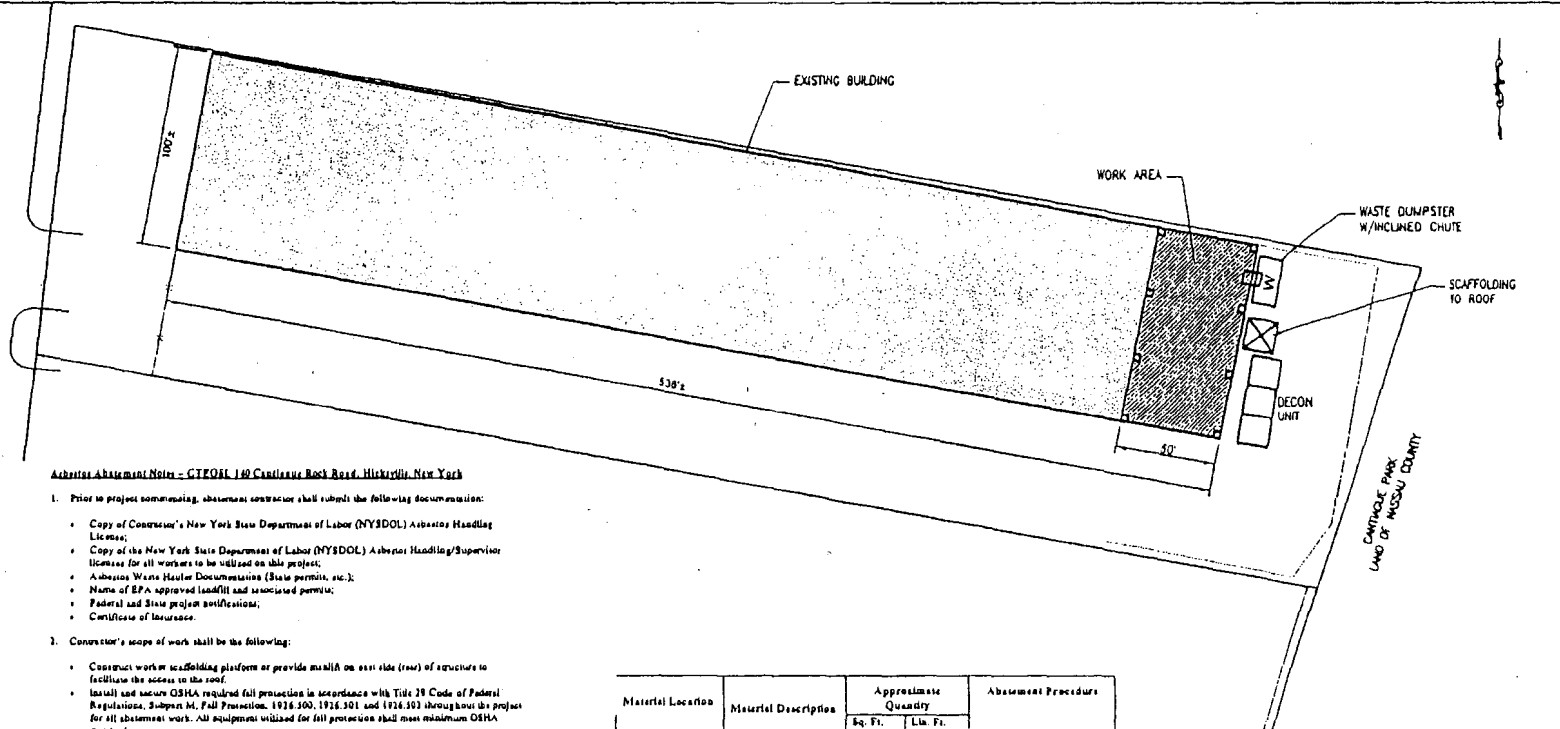 EXISTING BUILDING
WORK AREA
WASTE DUMPSTER
W/INCLINED CHUTE
W
SCAFFOLDING
TO ROOF
DECON
UNIT
100'±
538'±
50'
CANTIAGUE PARK
LAND OF NASSAU COUNTY
Asbestos Abatement Notes - GTEOSI, 140 Cantiague Rock Road, Hicksville, New York
1. Prior to project commencing, abatement contractor shall submit the following documentation:
• Copy of Contractor's New York State Department of Labor (NYSDOL) Asbestos Handling
License;
• Copy of the New York State Department of Labor (NYSDOL) Asbestos Handling/Supervisor
licenses for all workers to be utilized on this project;
• Asbestos Waste Hauler Documentation (State permits, etc.);
• Name of EPA approved landfill and associated permits;
• Federal and State project notifications;
• Certificate of Insurance.
2. Contractor's scope of work shall be the following:
• Construct worker scaffolding platform or provide manlift on east side (rear) of structure to
facilitate the access to the roof.
• Install and secure OSHA required fall protection in accordance with Title 29 Code of Federal
Regulations, Subpart M, Fall Protection, 1926.500, 1926.501 and 1926.503 throughout the project
for all abatement work. All equipment utilized for fall protection shall meet minimum OSHA
Material Location
Material Description
Approximate
Quantity
Sq. Ft.
Lin. Ft.
Abatement Procedure